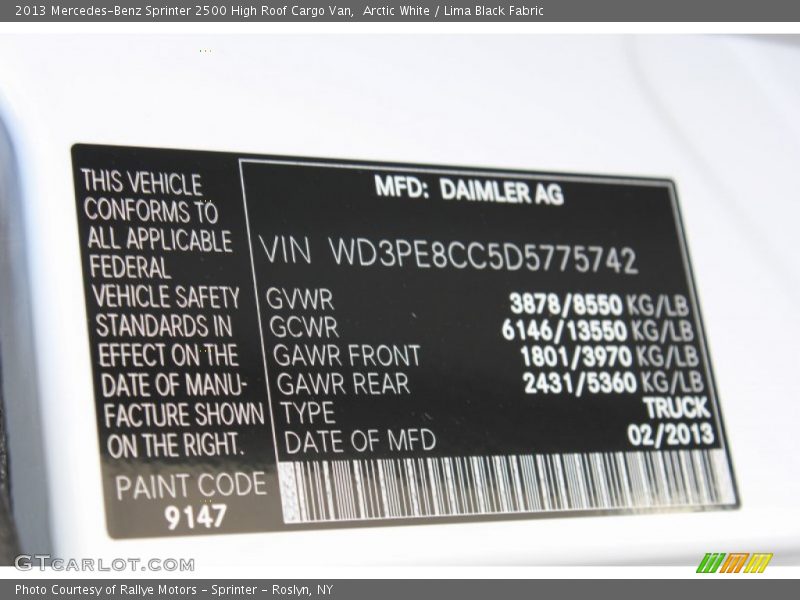 2013 Mercedes-Benz Sprinter 2500 High Roof Cargo Van,  Arctic White / Lima Black Fabric
THIS VEHICLE
CONFORMS TO
ALL APPLICABLE
FEDERAL
VEHICLE SAFETY
STANDARDS IN
EFFECT ON THE
DATE OF MANU-
FACTURE SHOWN
ON THE RIGHT.
PAINT CODE
9147
MFD: DAIMLER AG
VIN WD3PE8CC5D5775742
GVWR 3878/8550 KG/LB
GCWR 6146/13550 KG/LB
GAWR FRONT 1801/3970 KG/LB
GAWR REAR 2431/5360 KG/LB
TYPE TRUCK
DATE OF MFD 02/2013
GTCARLOT.COM
Photo Courtesy of Rallye Motors - Sprinter - Roslyn, NY